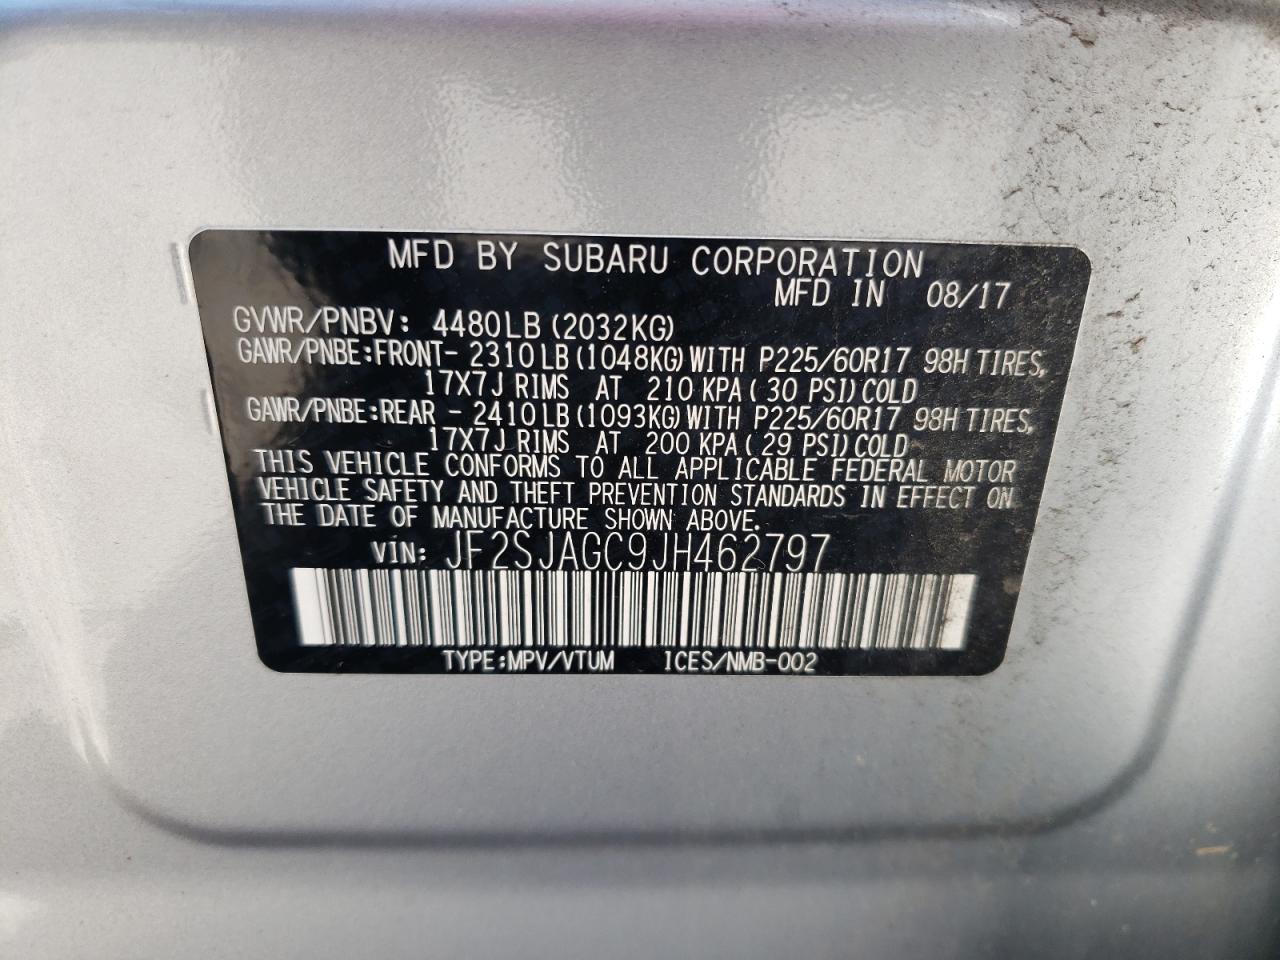 MFD BY SUBARU CORPORATION
MFD IN 08/17
GVWR/PNBV: 4480LB (2032KG)
GAWR/PNBE:FRONT- 2310LB (1048KG) WITH P225/60R17 98H TIRES,
17X7J RIMS AT 210 KPA ( 30 PSI) COLD
GAWR/PNBE:REAR - 2410LB (1093KG) WITH P225/60R17 98H TIRES,
17X7J RIMS AT 200 KPA ( 29 PSI) COLD
THIS VEHICLE CONFORMS TO ALL APPLICABLE FEDERAL MOTOR
VEHICLE SAFETY AND THEFT PREVENTION STANDARDS IN EFFECT ON
THE DATE OF MANUFACTURE SHOWN ABOVE.
VIN: JF2SJAGC9JH462797
TYPE:MPV/VTUM ICES/NMB-002